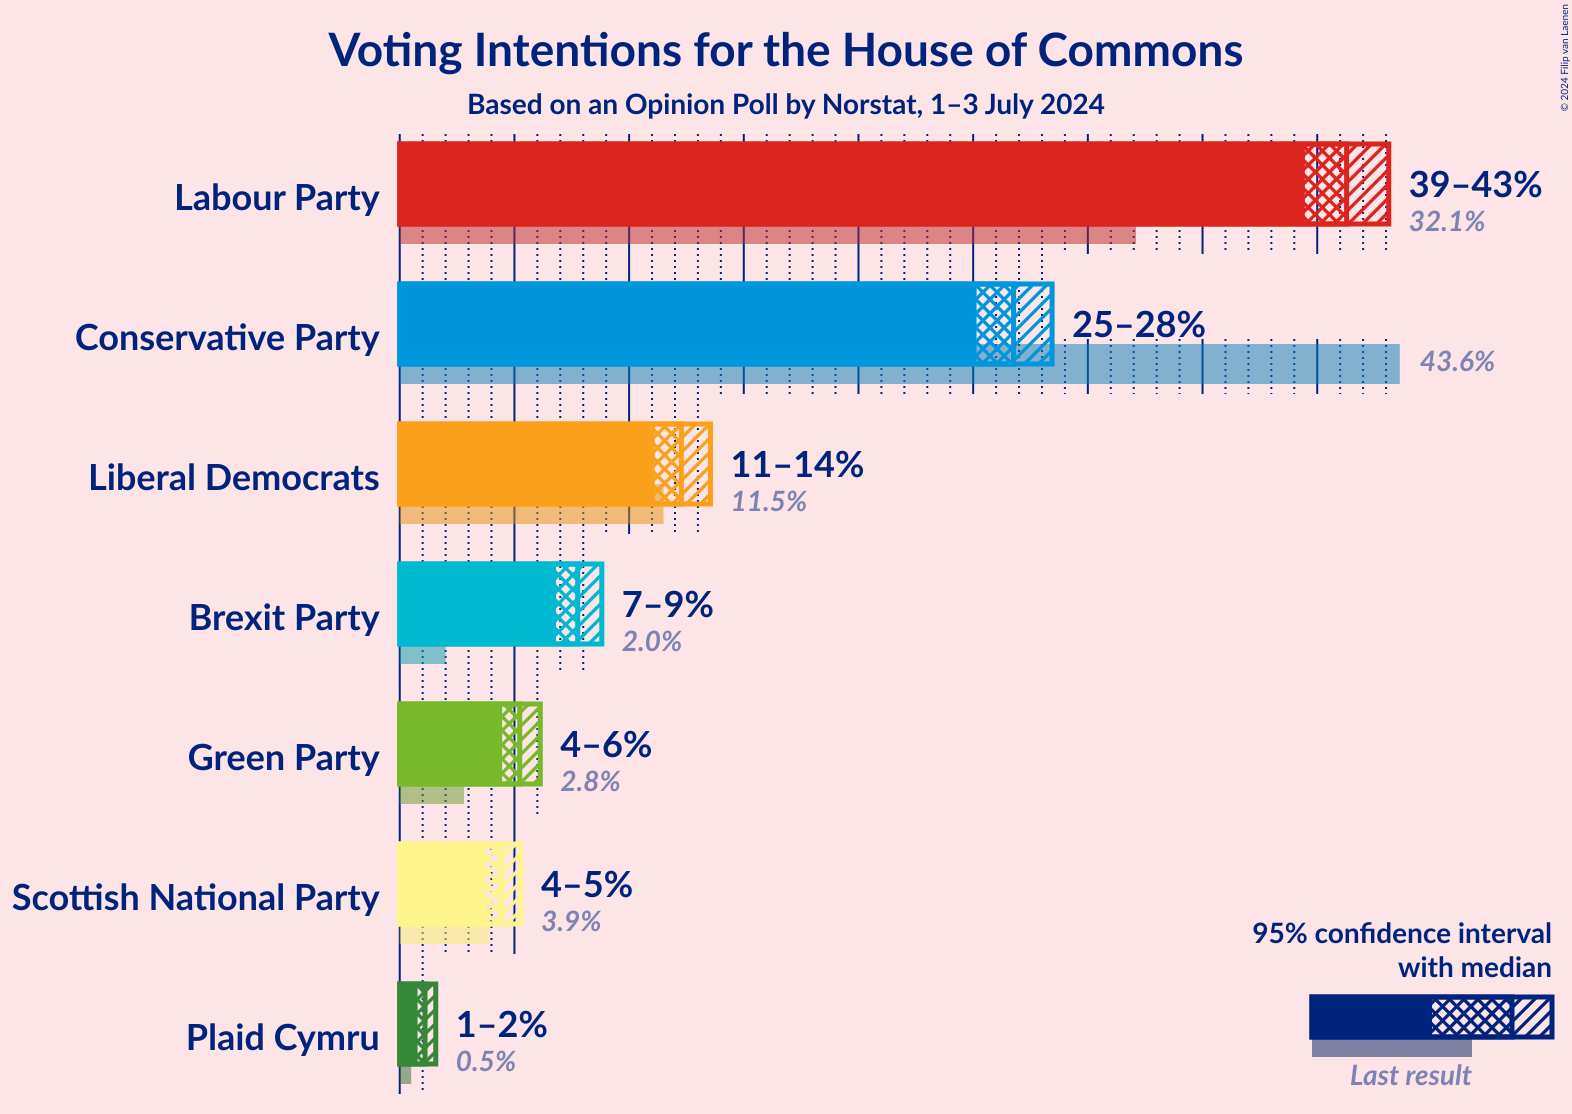 Voting Intentions for the House of Commons
Based on an Opinion Poll by Norstat, 1–3 July 2024
© 2024 Filip van Laenen
Labour Party
39–43%
32.1%
Conservative Party
25–28%
43.6%
Liberal Democrats
11–14%
11.5%
Brexit Party
7–9%
2.0%
Green Party
4–6%
2.8%
Scottish National Party
4–5%
3.9%
Plaid Cymru
1–2%
0.5%
95% confidence interval
with median
Last result